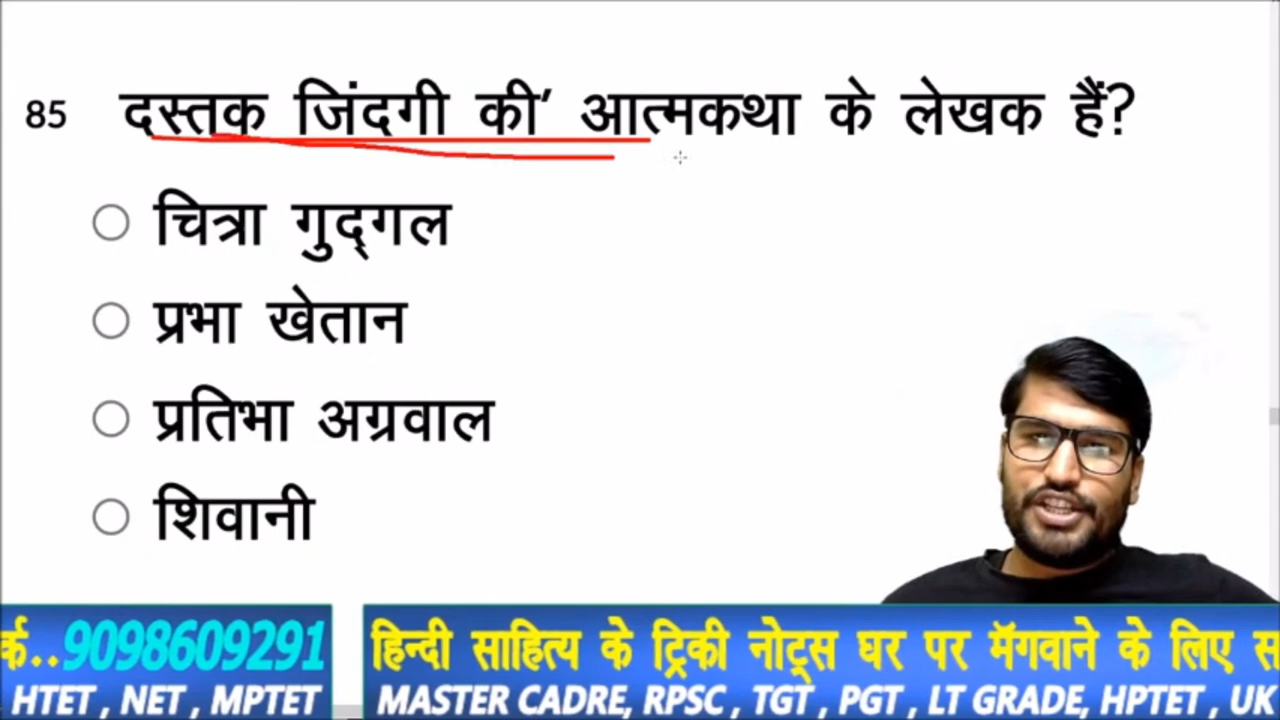 85 दस्तक जिंदगी की’ आत्मकथा के लेखक हैं?
चित्रा गुद्‌गल
प्रभा खेतान
प्रतिभा अग्रवाल
शिवानी
र्क..9098609291 हिन्दी साहित्य के ट्रिकी नोट्स घर पर मॅगवाने के लिए स
HTET , NET , MPTET MASTER CADRE, RPSC , TGT , PGT , LT GRADE, HPTET , UK